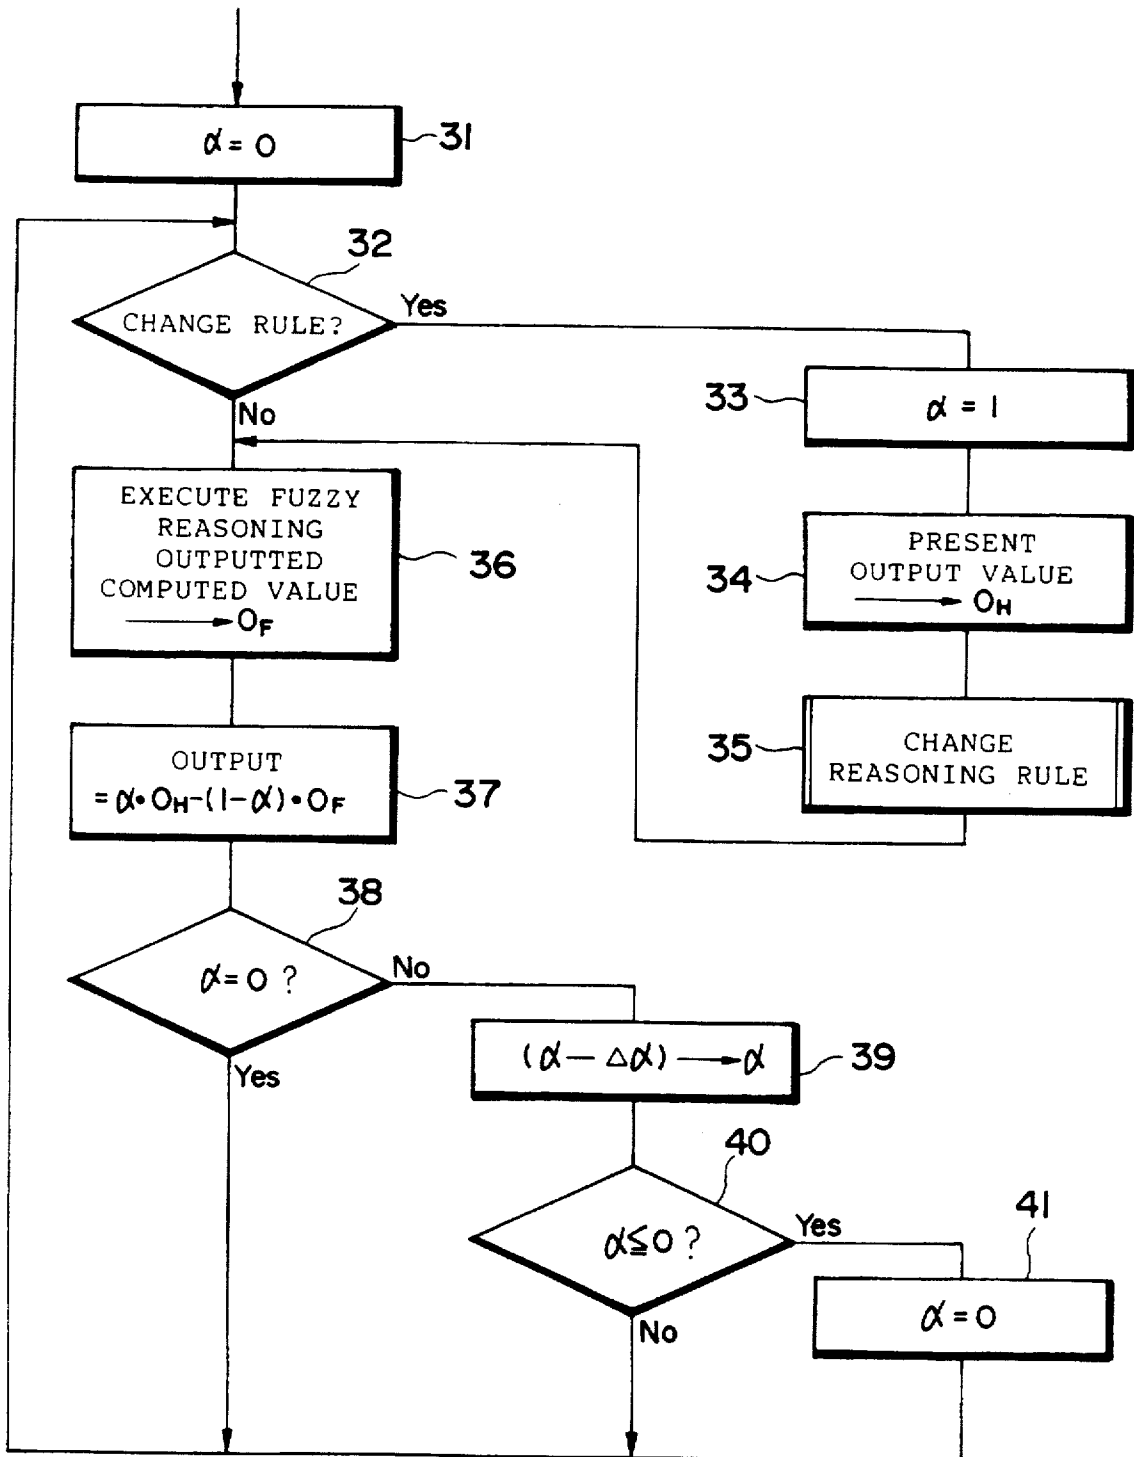 α = 0
31
32
CHANGE RULE?
Yes
No
33
α = 1
34
PRESENT
OUTPUT VALUE
→ OH
35
CHANGE
REASONING RULE
EXECUTE FUZZY
REASONING
OUTPUTTED
COMPUTED VALUE
→ OF
36
OUTPUT
= α • OH-(1-α) • OF
37
38
α = 0 ?
No
Yes
(α - △α) → α
39
40
α ≦ 0 ?
Yes
No
41
α = 0